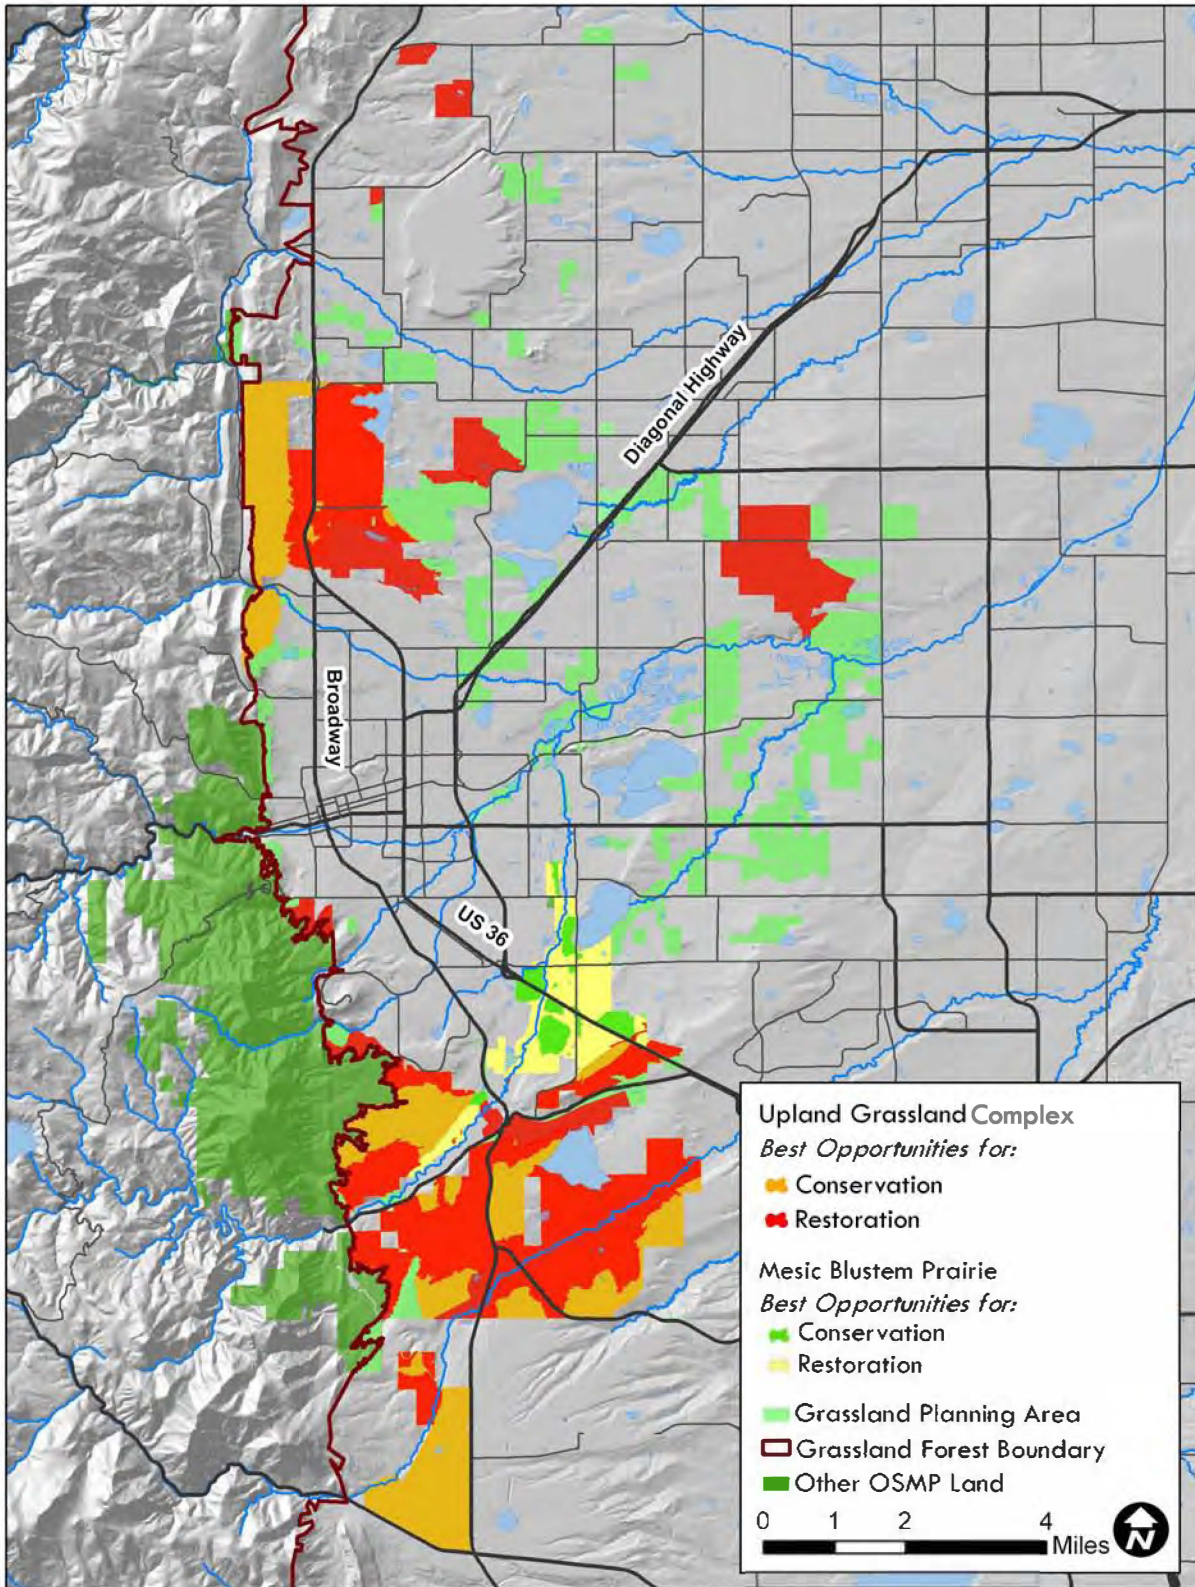 Diagonal Highway
Broadway
US 36
Upland Grassland Complex
Best Opportunities for:
Conservation
Restoration
Mesic Blustem Prairie
Best Opportunities for:
Conservation
Restoration
Grassland Planning Area
Grassland Forest Boundary
Other OSMP Land
0 1 2 4
Miles
N